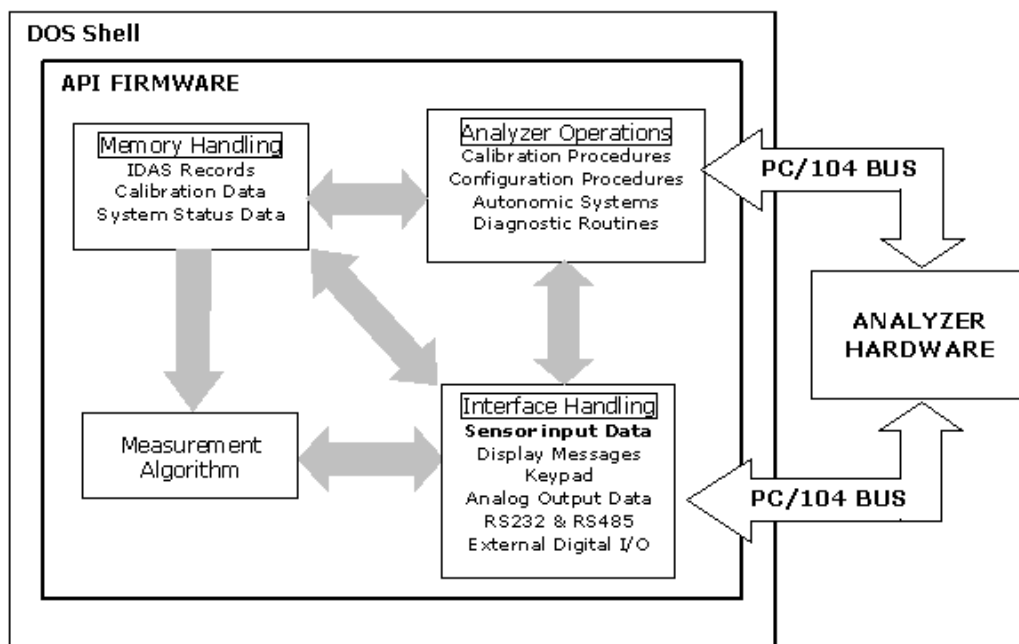 DOS Shell
API FIRMWARE
Memory Handling
IDAS Records
Calibration Data
System Status Data
Analyzer Operations
Calibration Procedures
Configuration Procedures
Autonomic Systems
Diagnostic Routines
PC/104 BUS
ANALYZER
HARDWARE
Measurement
Algorithm
Interface Handling
Sensor input Data
Display Messages
Keypad
Analog Output Data
RS232 & RS485
External Digital I/O
PC/104 BUS